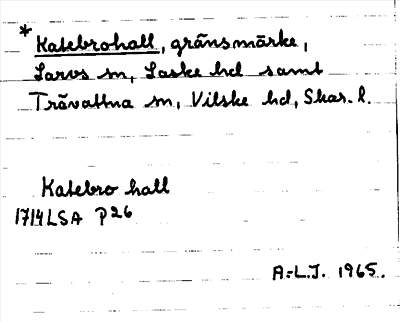 * Katebrohall, gränsmärke,
Larvs sn, Laske hd samt
Trävattna sn, Vilske hd, Skar. l.
Katebro hall
1714 LSA P26
A-L.J. 1965.